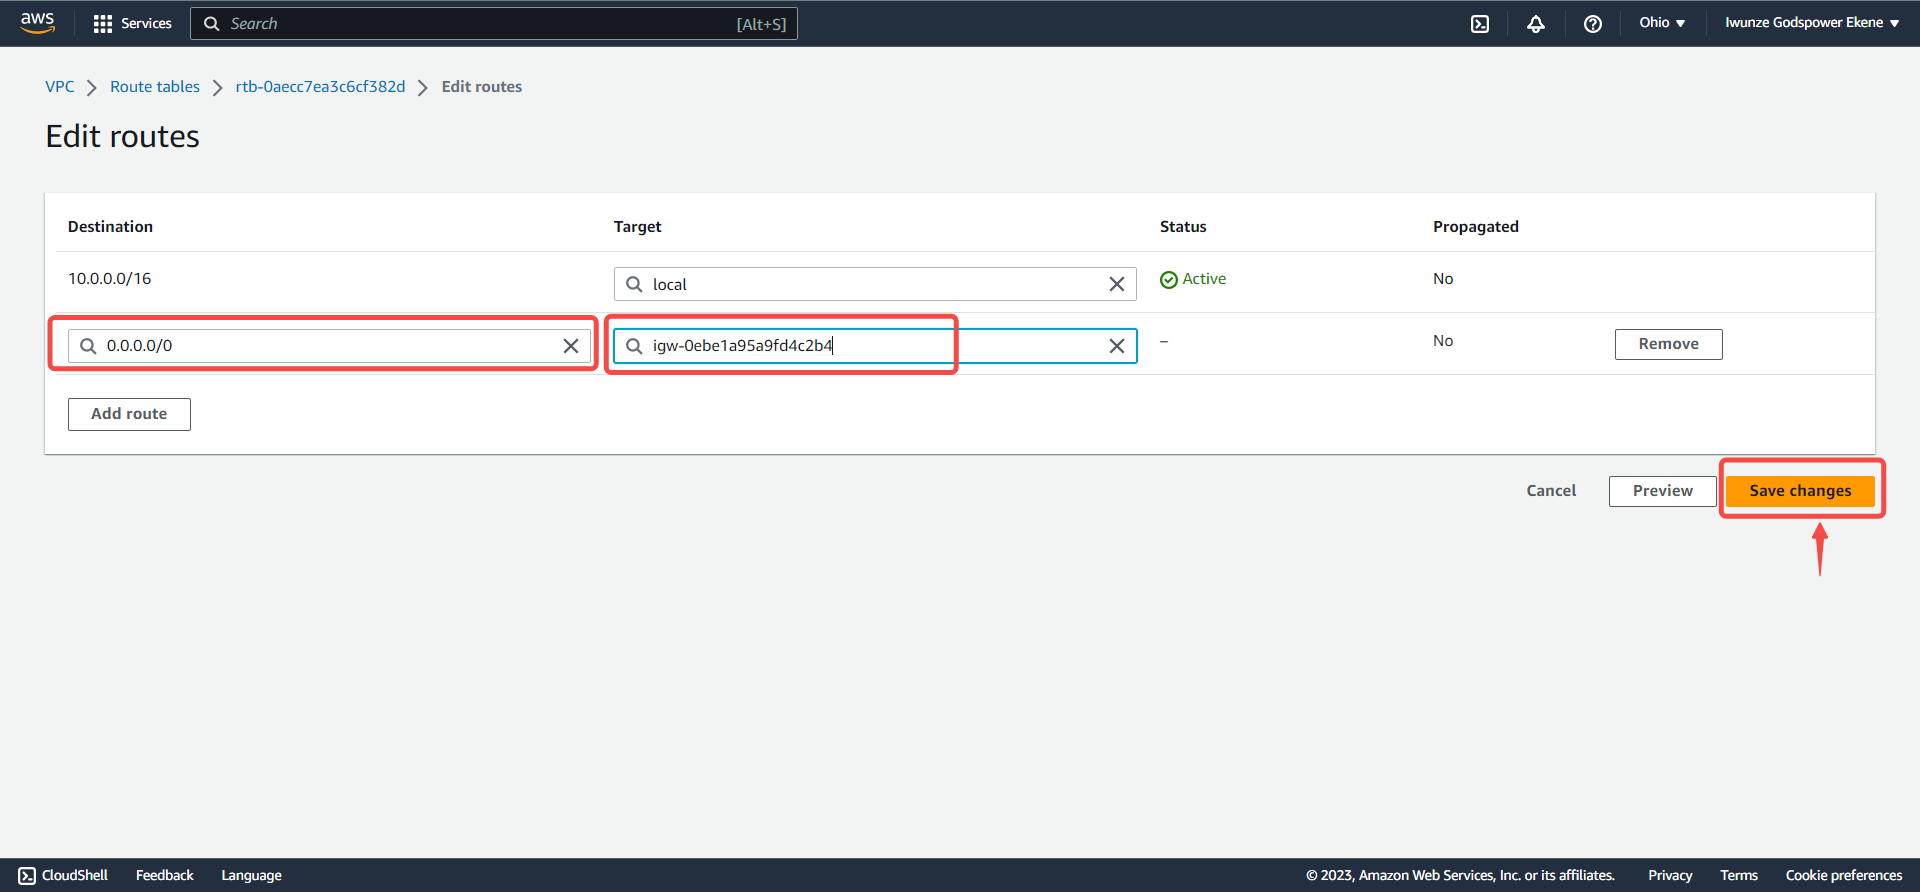 aws
Services
Search
[Alt+S]
Ohio
Iwunze Godspower Ekene
VPC
Route tables
rtb-0aecc7ea3c6cf382d
Edit routes
Edit routes
Destination
Target
Status
Propagated
10.0.0.0/16
local
Active
No
0.0.0.0/0
igw-0ebe1a95a9fd4c2b4
–
No
Remove
Add route
Cancel
Preview
Save changes
CloudShell
Feedback
Language
© 2023, Amazon Web Services, Inc. or its affiliates.
Privacy
Terms
Cookie preferences